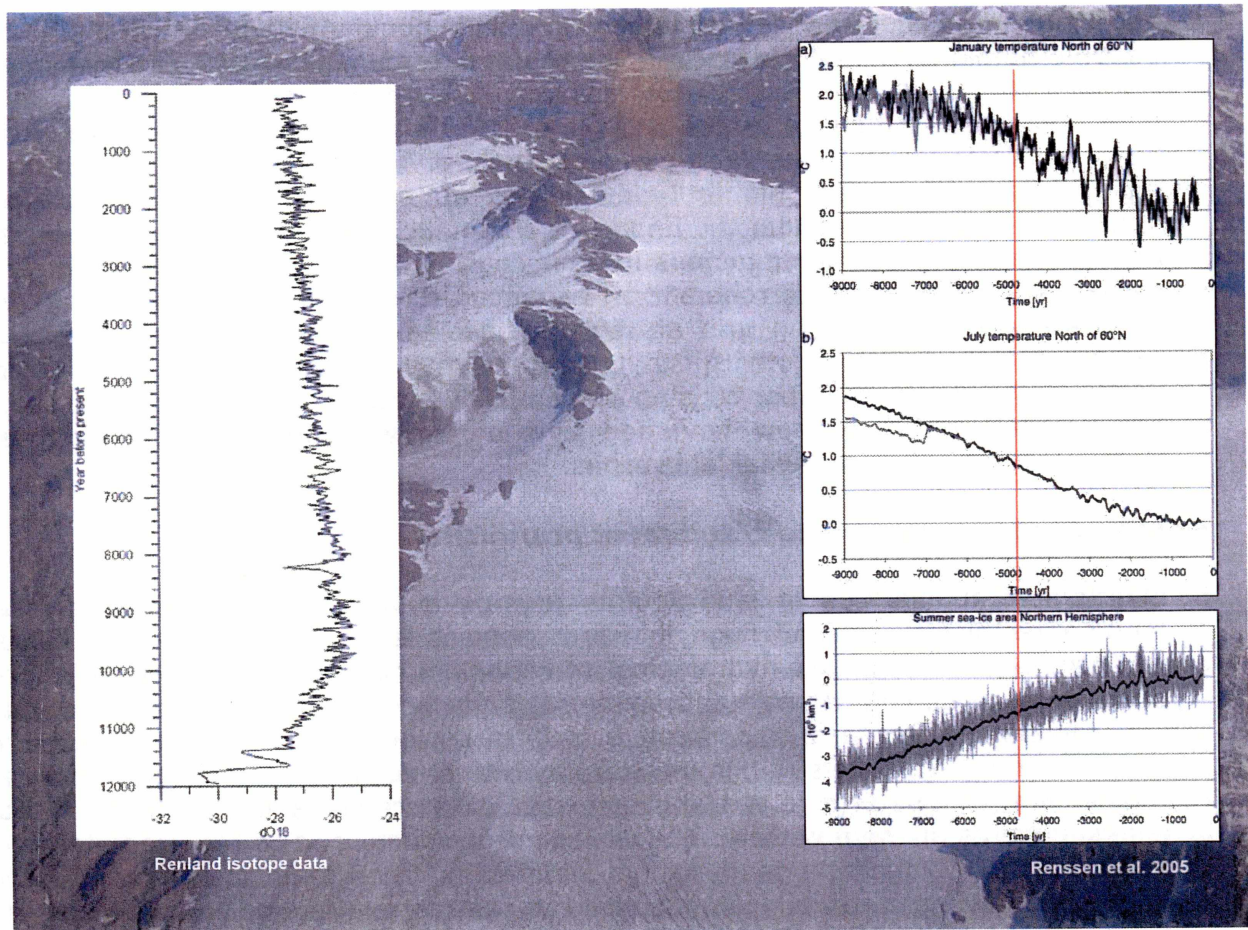 0
1000
2000
3000
4000
5000
6000
7000
8000
9000
10000
11000
12000
Year before present
-32 -30 -28 -26 -24
dO18
Renland isotope data
a) January temperature North of 60°N
2.5
2.0
1.5
1.0
0.5
0.0
-0.5
-1.0
°C
-9000 -8000 -7000 -6000 -5000 -4000 -3000 -2000 -1000 0
Time [yr]
b) July temperature North of 60°N
2.5
2.0
1.5
1.0
0.5
0.0
-0.5
°C
-9000 -8000 -7000 -6000 -5000 -4000 -3000 -2000 -1000 0
Time [yr]
Summer sea-ice area Northern Hemisphere
2
1
0
-1
-2
-3
-4
-5
-9000 -8000 -7000 -6000 -5000 -4000 -3000 -2000 -1000 0
Time [yr]
Renssen et al. 2005